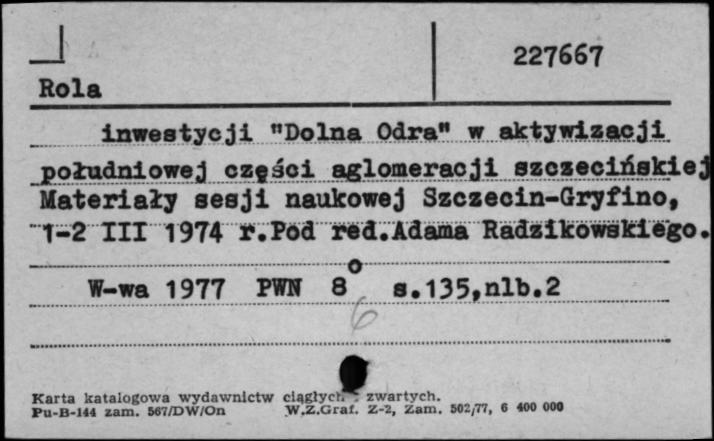 227667
Rola
inwestycji "Dolna Odra" w aktywizacji
południowej części aglomeracji szczecińskiej
Materiały sesji naukowej Szczecin-Gryfino,
1-2 III 1974 r.Pod red.Adama Radzikowskiego.
W-wa 1977 PWN 8° s.135,nlb.2
6
Karta katalogowa wydawnictw ciągłych zwartych.
Pu-B-144 zam. 567/DW/On W.Z.Graf. Z-2, Zam. 502/77, 6 400 000